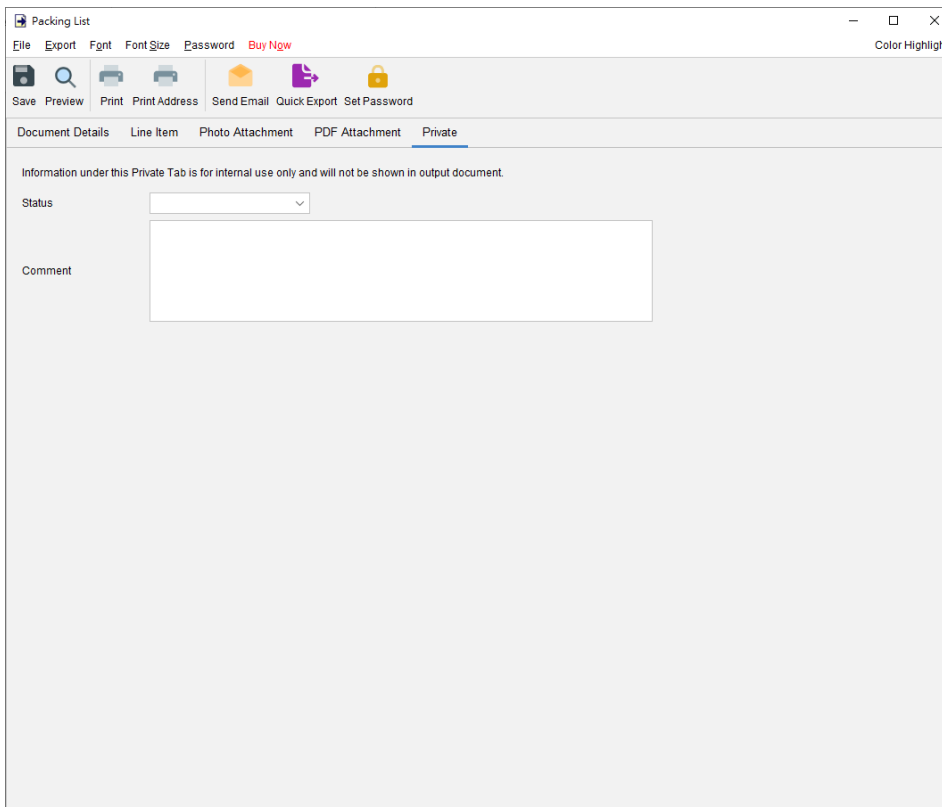 Packing List
File Export Font Font Size Password Buy Now Color Highligh
Save Preview Print Print Address Send Email Quick Export Set Password
Document Details Line Item Photo Attachment PDF Attachment Private
Information under this Private Tab is for internal use only and will not be shown in output document.
Status
Comment